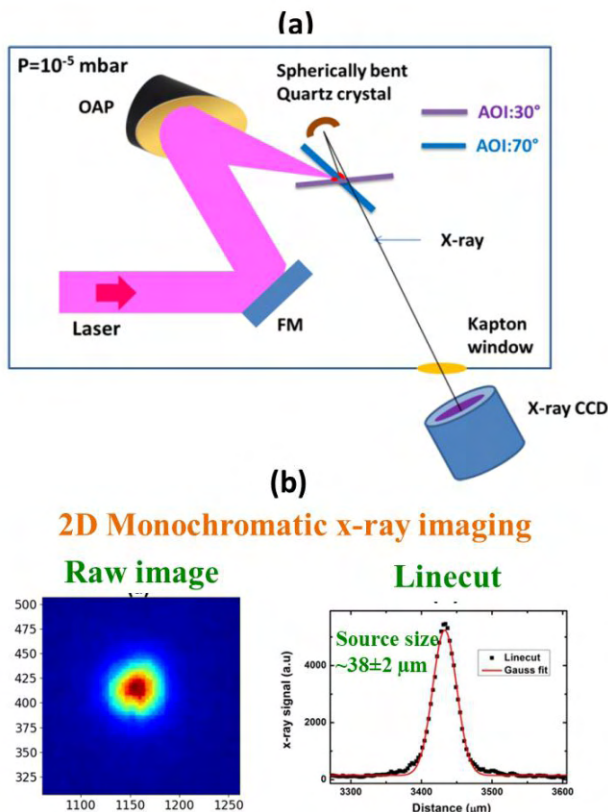 (a)
P=10⁻⁵ mbar
OAP
Spherically bent
Quartz crystal
AOI:30°
AOI:70°
X-ray
Laser
FM
Kapton
window
X-ray CCD
(b)
2D Monochromatic x-ray imaging
Raw image
Linecut
500
475
450
425
400
375
350
325
1100
1150
1200
1250
Source size
~38±2 μm
Linecut
Gauss fit
x-ray signal (a.u)
4000
2000
0
3300
3400
3500
3600
Distance (μm)